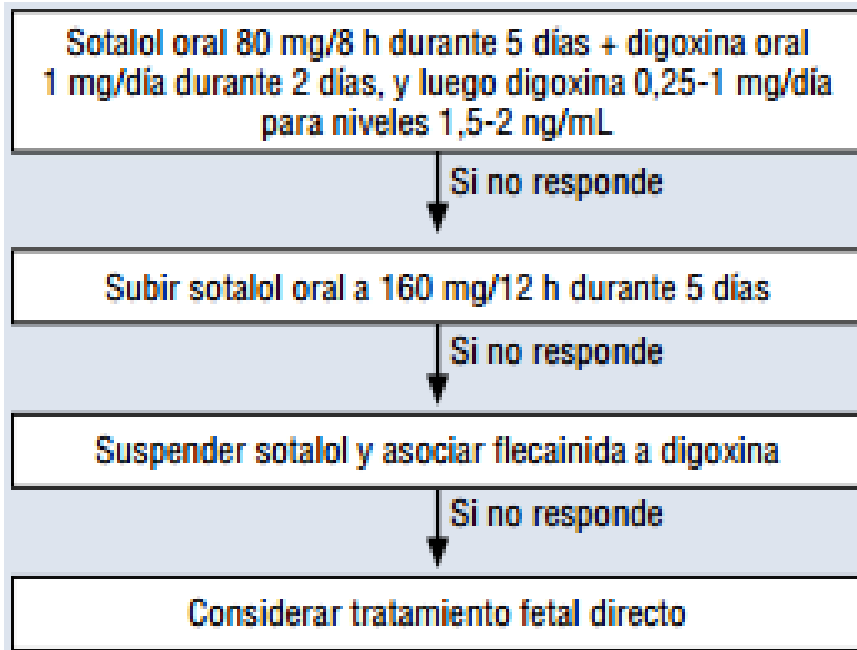 Sotalol oral 80 mg/8 h durante 5 días + digoxina oral
1 mg/día durante 2 días, y luego digoxina 0,25-1 mg/día
para niveles 1,5-2 ng/mL
Si no responde
Subir sotalol oral a 160 mg/12 h durante 5 días
Si no responde
Suspender sotalol y asociar flecainida a digoxina
Si no responde
Considerar tratamiento fetal directo